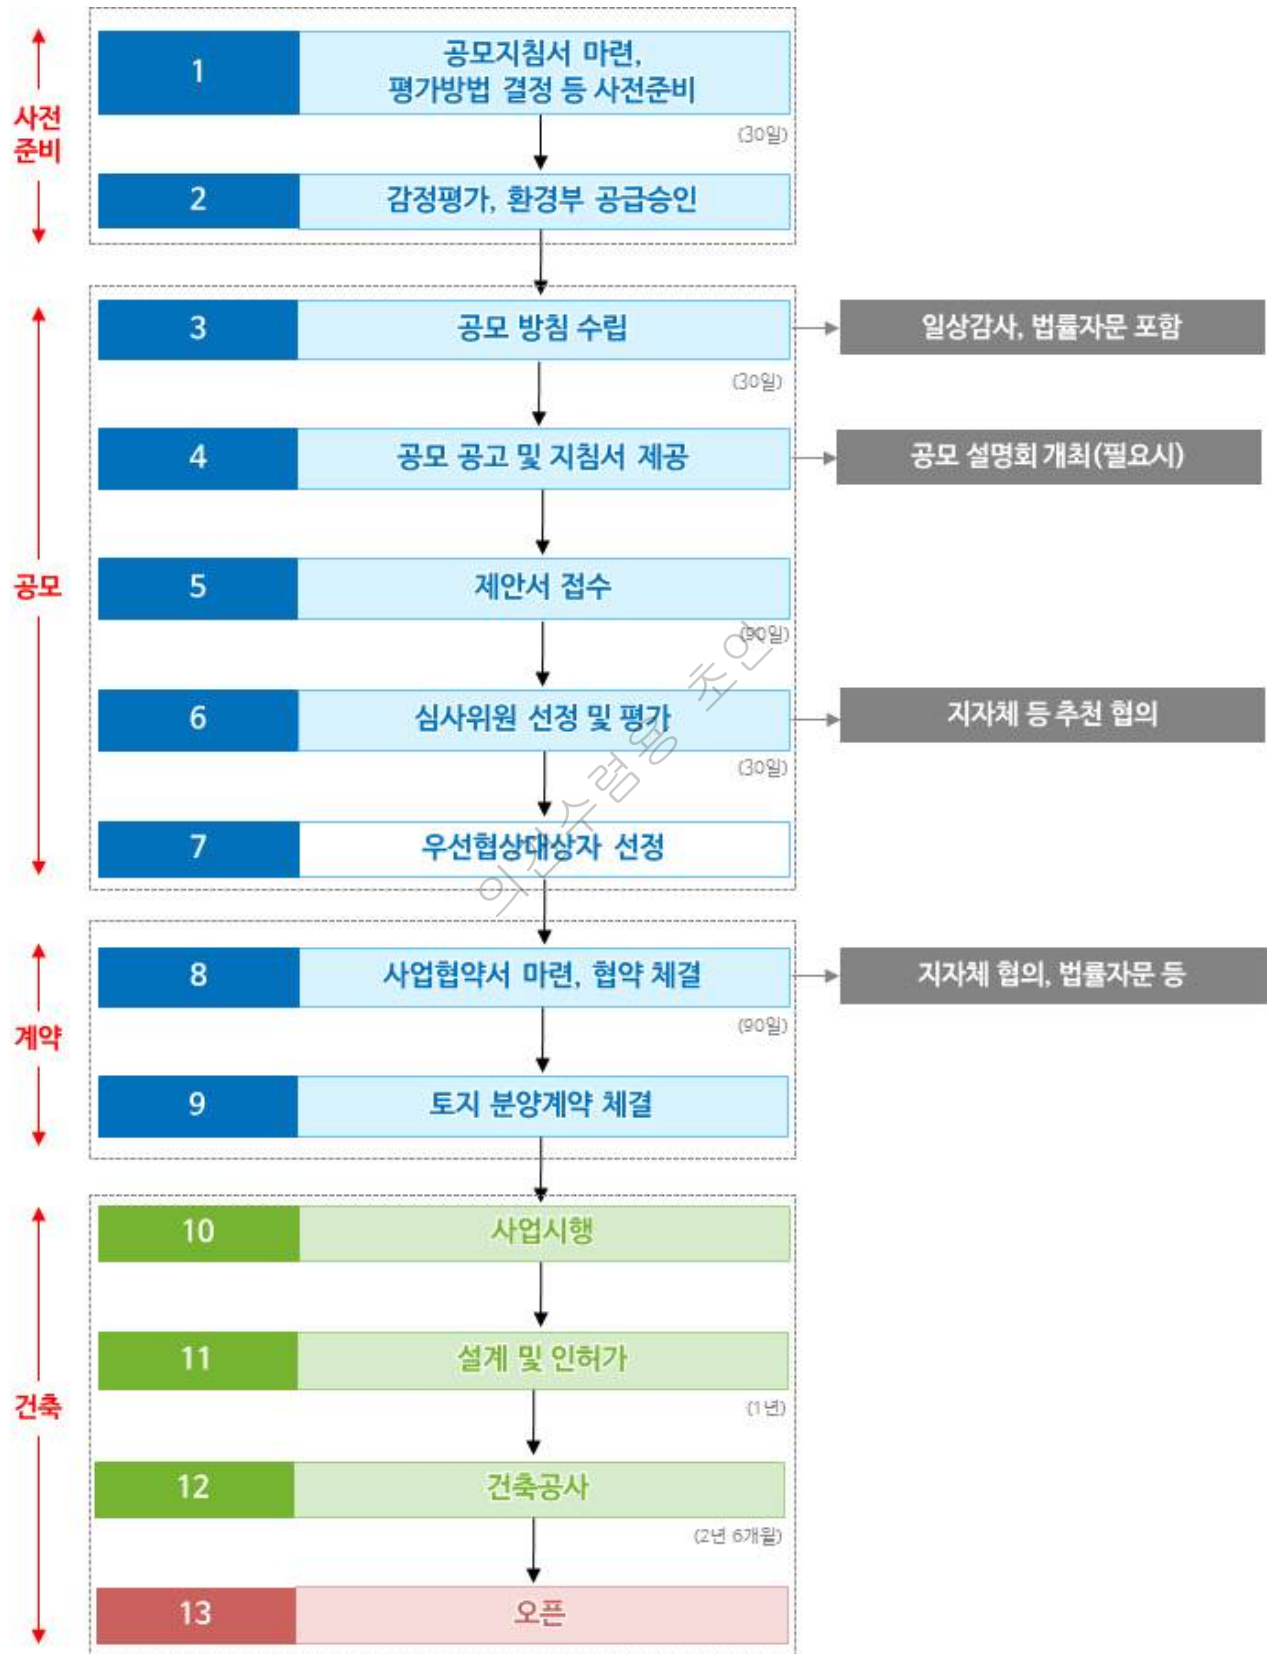 사전
준비
1
공모지침서 마련,
평가방법 결정 등 사전준비
(30일)
2
감정평가, 환경부 공급승인
공모
3
공모 방침 수립
일상감사, 법률자문 포함
(30일)
4
공모 공고 및 지침서 제공
공모 설명회 개최(필요시)
5
제안서 접수
(90일)
6
심사위원 선정 및 평가
지자체 등 추천 협의
(30일)
7
우선협상대상자 선정
의견수렴용 초안
계약
8
사업협약서 마련, 협약 체결
지자체 협의, 법률자문 등
(90일)
9
토지 분양계약 체결
건축
10
사업시행
11
설계 및 인허가
(1년)
12
건축공사
(2년 6개월)
13
오픈